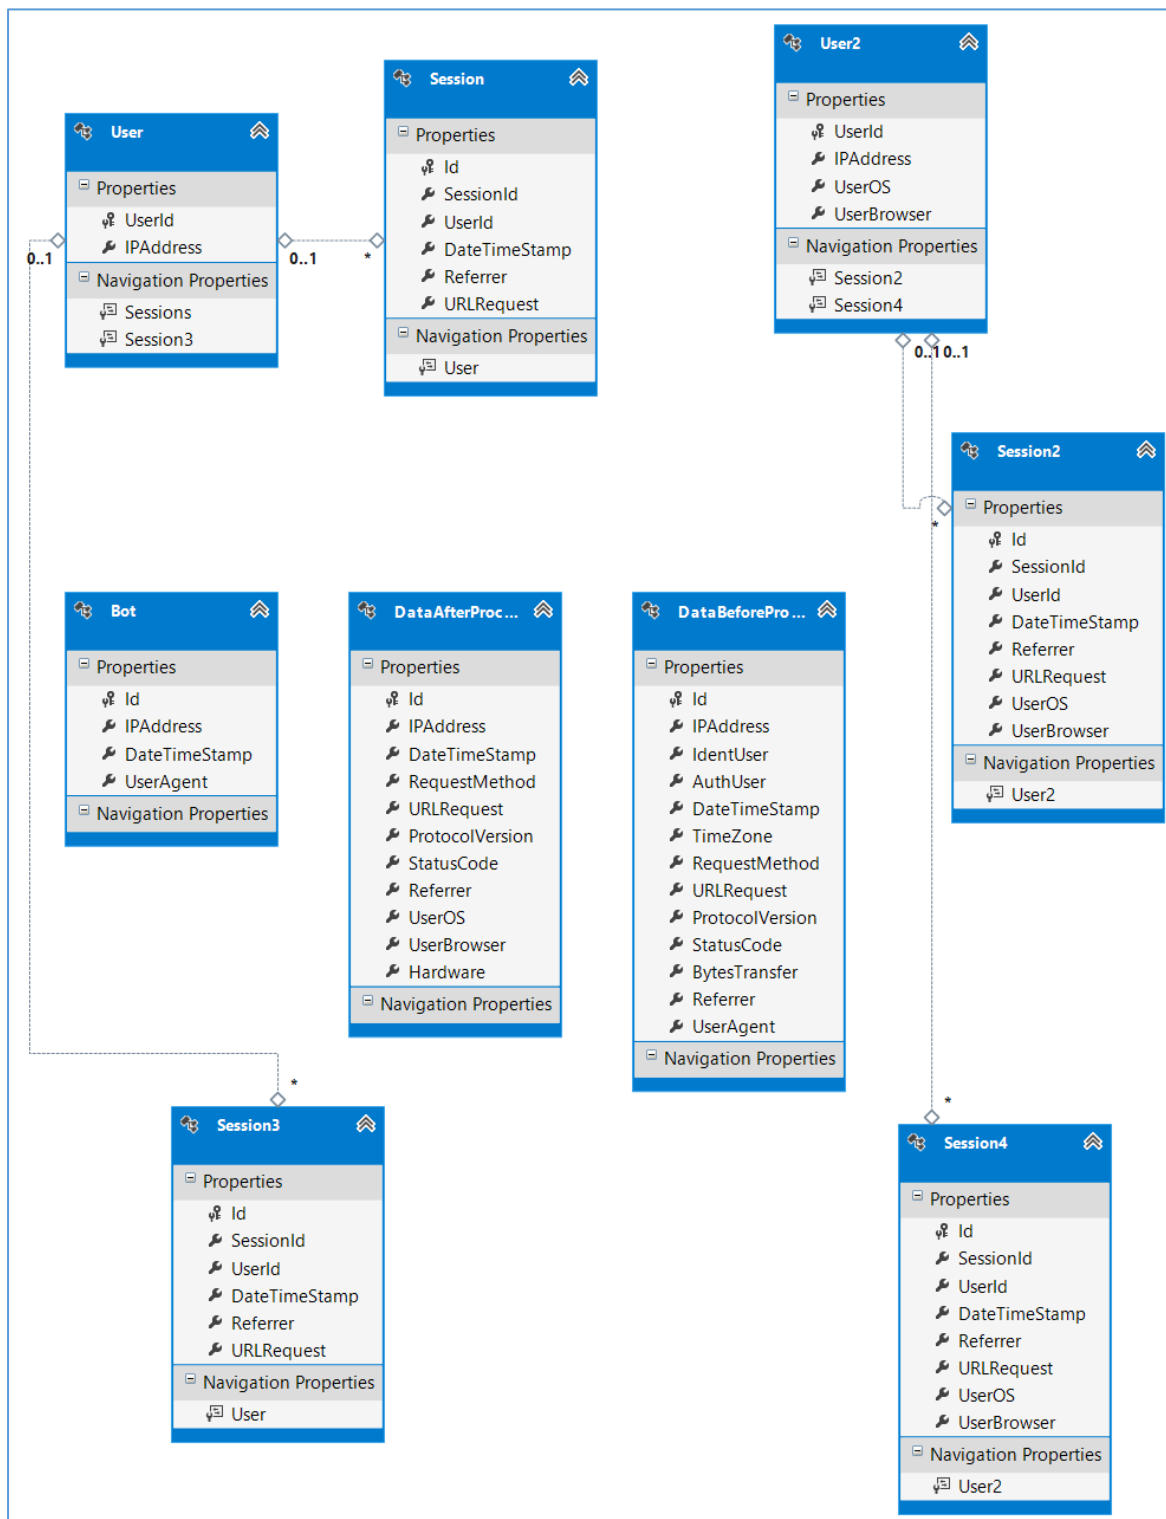 User
Properties
UserId
IPAddress
Navigation Properties
Sessions
Session3
0..1
0..1
*
Session
Properties
Id
SessionId
UserId
DateTimeStamp
Referrer
URLRequest
Navigation Properties
User
User2
Properties
UserId
IPAddress
UserOS
UserBrowser
Navigation Properties
Session2
Session4
0..1 0..1
*
Session2
Properties
Id
SessionId
UserId
DateTimeStamp
Referrer
URLRequest
UserOS
UserBrowser
Navigation Properties
User2
Bot
Properties
Id
IPAddress
DateTimeStamp
UserAgent
Navigation Properties
DataAfterProc...
Properties
Id
IPAddress
DateTimeStamp
RequestMethod
URLRequest
ProtocolVersion
StatusCode
Referrer
UserOS
UserBrowser
Hardware
Navigation Properties
DataBeforePro...
Properties
Id
IPAddress
IdentUser
AuthUser
DateTimeStamp
TimeZone
RequestMethod
URLRequest
ProtocolVersion
StatusCode
BytesTransfer
Referrer
UserAgent
Navigation Properties
*
Session3
Properties
Id
SessionId
UserId
DateTimeStamp
Referrer
URLRequest
Navigation Properties
User
*
Session4
Properties
Id
SessionId
UserId
DateTimeStamp
Referrer
URLRequest
UserOS
UserBrowser
Navigation Properties
User2